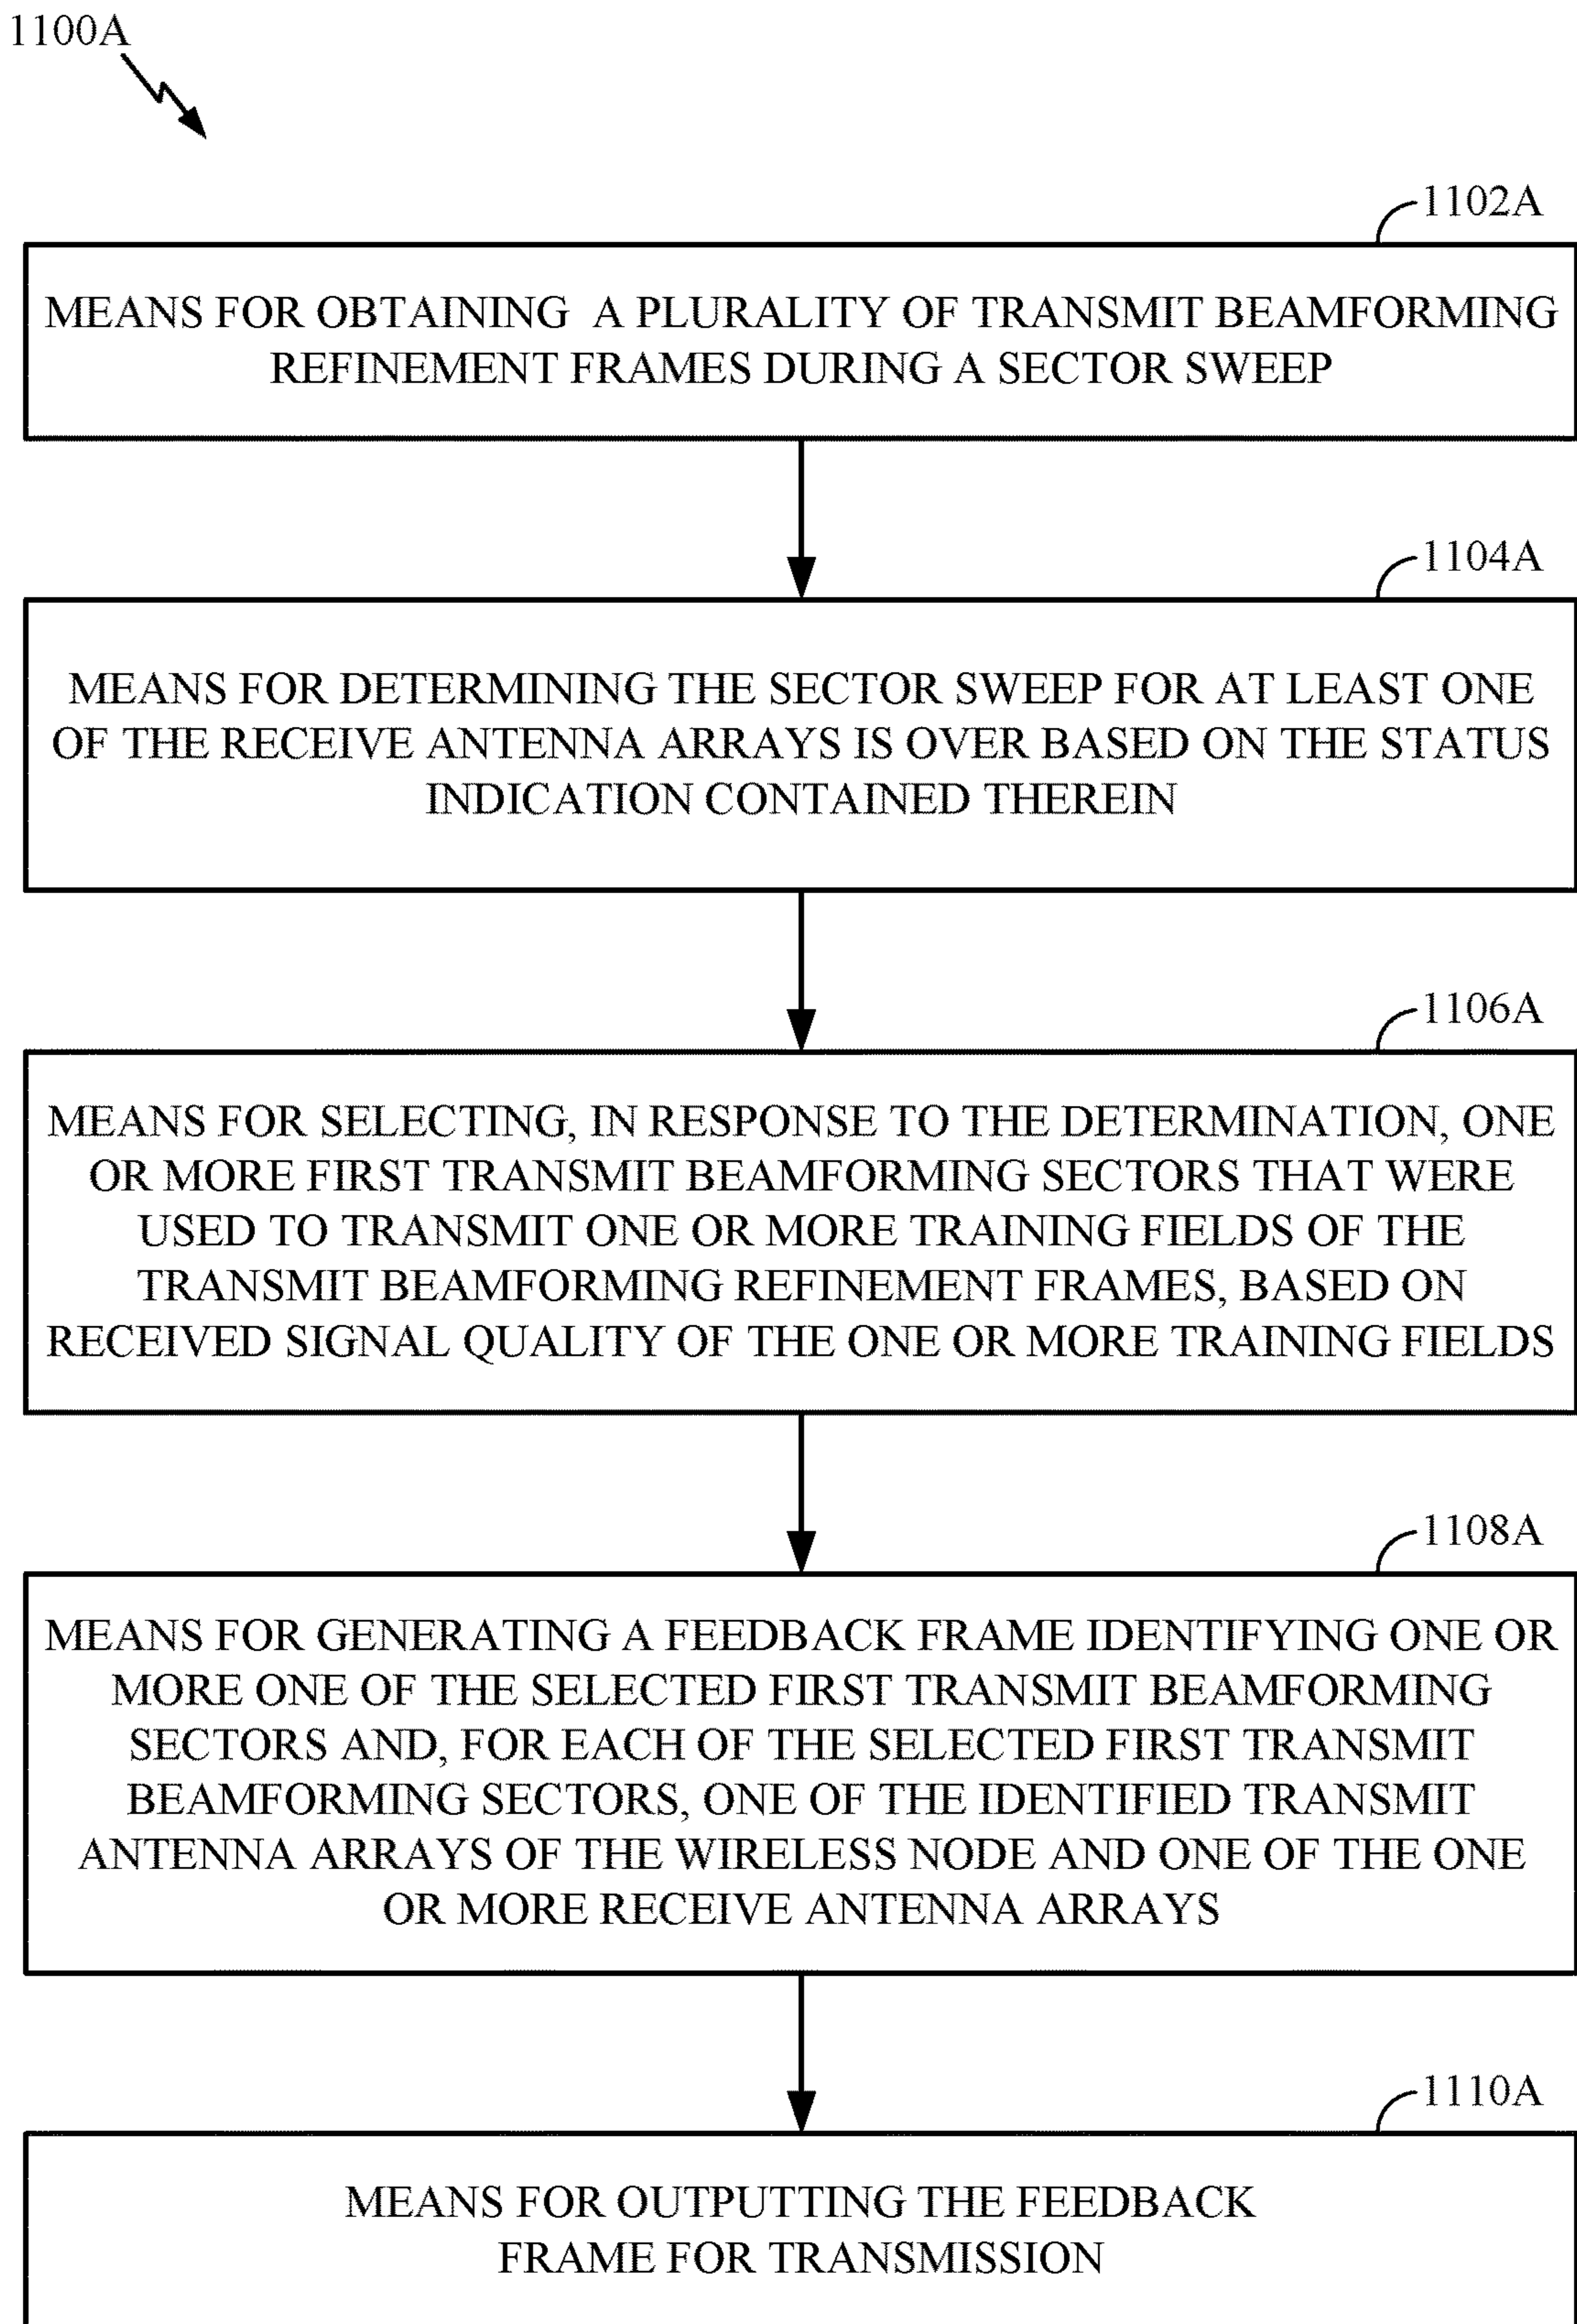 1100A
1102A
MEANS FOR OBTAINING A PLURALITY OF TRANSMIT BEAMFORMING
REFINEMENT FRAMES DURING A SECTOR SWEEP
1104A
MEANS FOR DETERMINING THE SECTOR SWEEP FOR AT LEAST ONE
OF THE RECEIVE ANTENNA ARRAYS IS OVER BASED ON THE STATUS
INDICATION CONTAINED THEREIN
1106A
MEANS FOR SELECTING, IN RESPONSE TO THE DETERMINATION, ONE
OR MORE FIRST TRANSMIT BEAMFORMING SECTORS THAT WERE
USED TO TRANSMIT ONE OR MORE TRAINING FIELDS OF THE
TRANSMIT BEAMFORMING REFINEMENT FRAMES, BASED ON
RECEIVED SIGNAL QUALITY OF THE ONE OR MORE TRAINING FIELDS
1108A
MEANS FOR GENERATING A FEEDBACK FRAME IDENTIFYING ONE OR
MORE ONE OF THE SELECTED FIRST TRANSMIT BEAMFORMING
SECTORS AND, FOR EACH OF THE SELECTED FIRST TRANSMIT
BEAMFORMING SECTORS, ONE OF THE IDENTIFIED TRANSMIT
ANTENNA ARRAYS OF THE WIRELESS NODE AND ONE OF THE ONE
OR MORE RECEIVE ANTENNA ARRAYS
1110A
MEANS FOR OUTPUTTING THE FEEDBACK
FRAME FOR TRANSMISSION